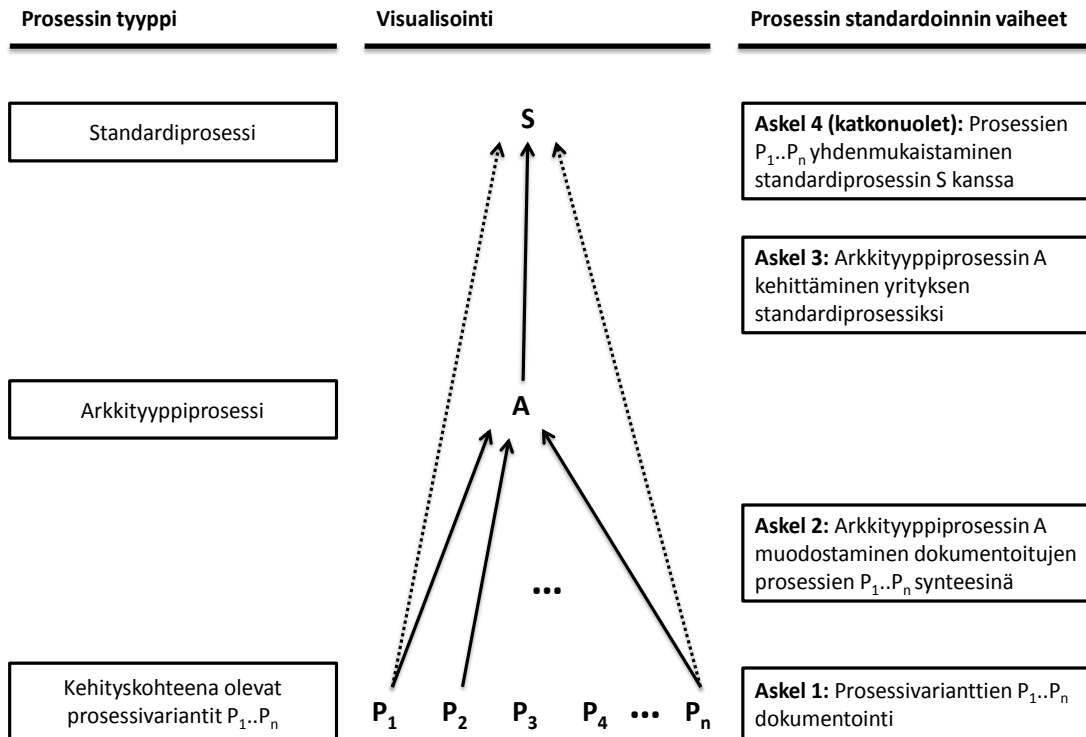 Prosessin tyyppi
Visualisointi
Prosessin standardoinnin vaiheet
Standardiprosessi
S
Askel 4 (katkonuolet): Prosessien
P₁..Pₙ yhdenmukaistaminen
standardiprosessin S kanssa
Askel 3: Arkkityyppiprosessin A
kehittäminen yrityksen
standardiprosessiksi
Arkkityyppiprosessi
A
Askel 2: Arkkityyppiprosessin A
muodostaminen dokumentoitujen
prosessien P₁..Pₙ synteesinä
...
Kehityskohteena olevat
prosessivariantit P₁..Pₙ
P₁ P₂ P₃ P₄ ... Pₙ
Askel 1: Prosessivarianttien P₁..Pₙ
dokumentointi